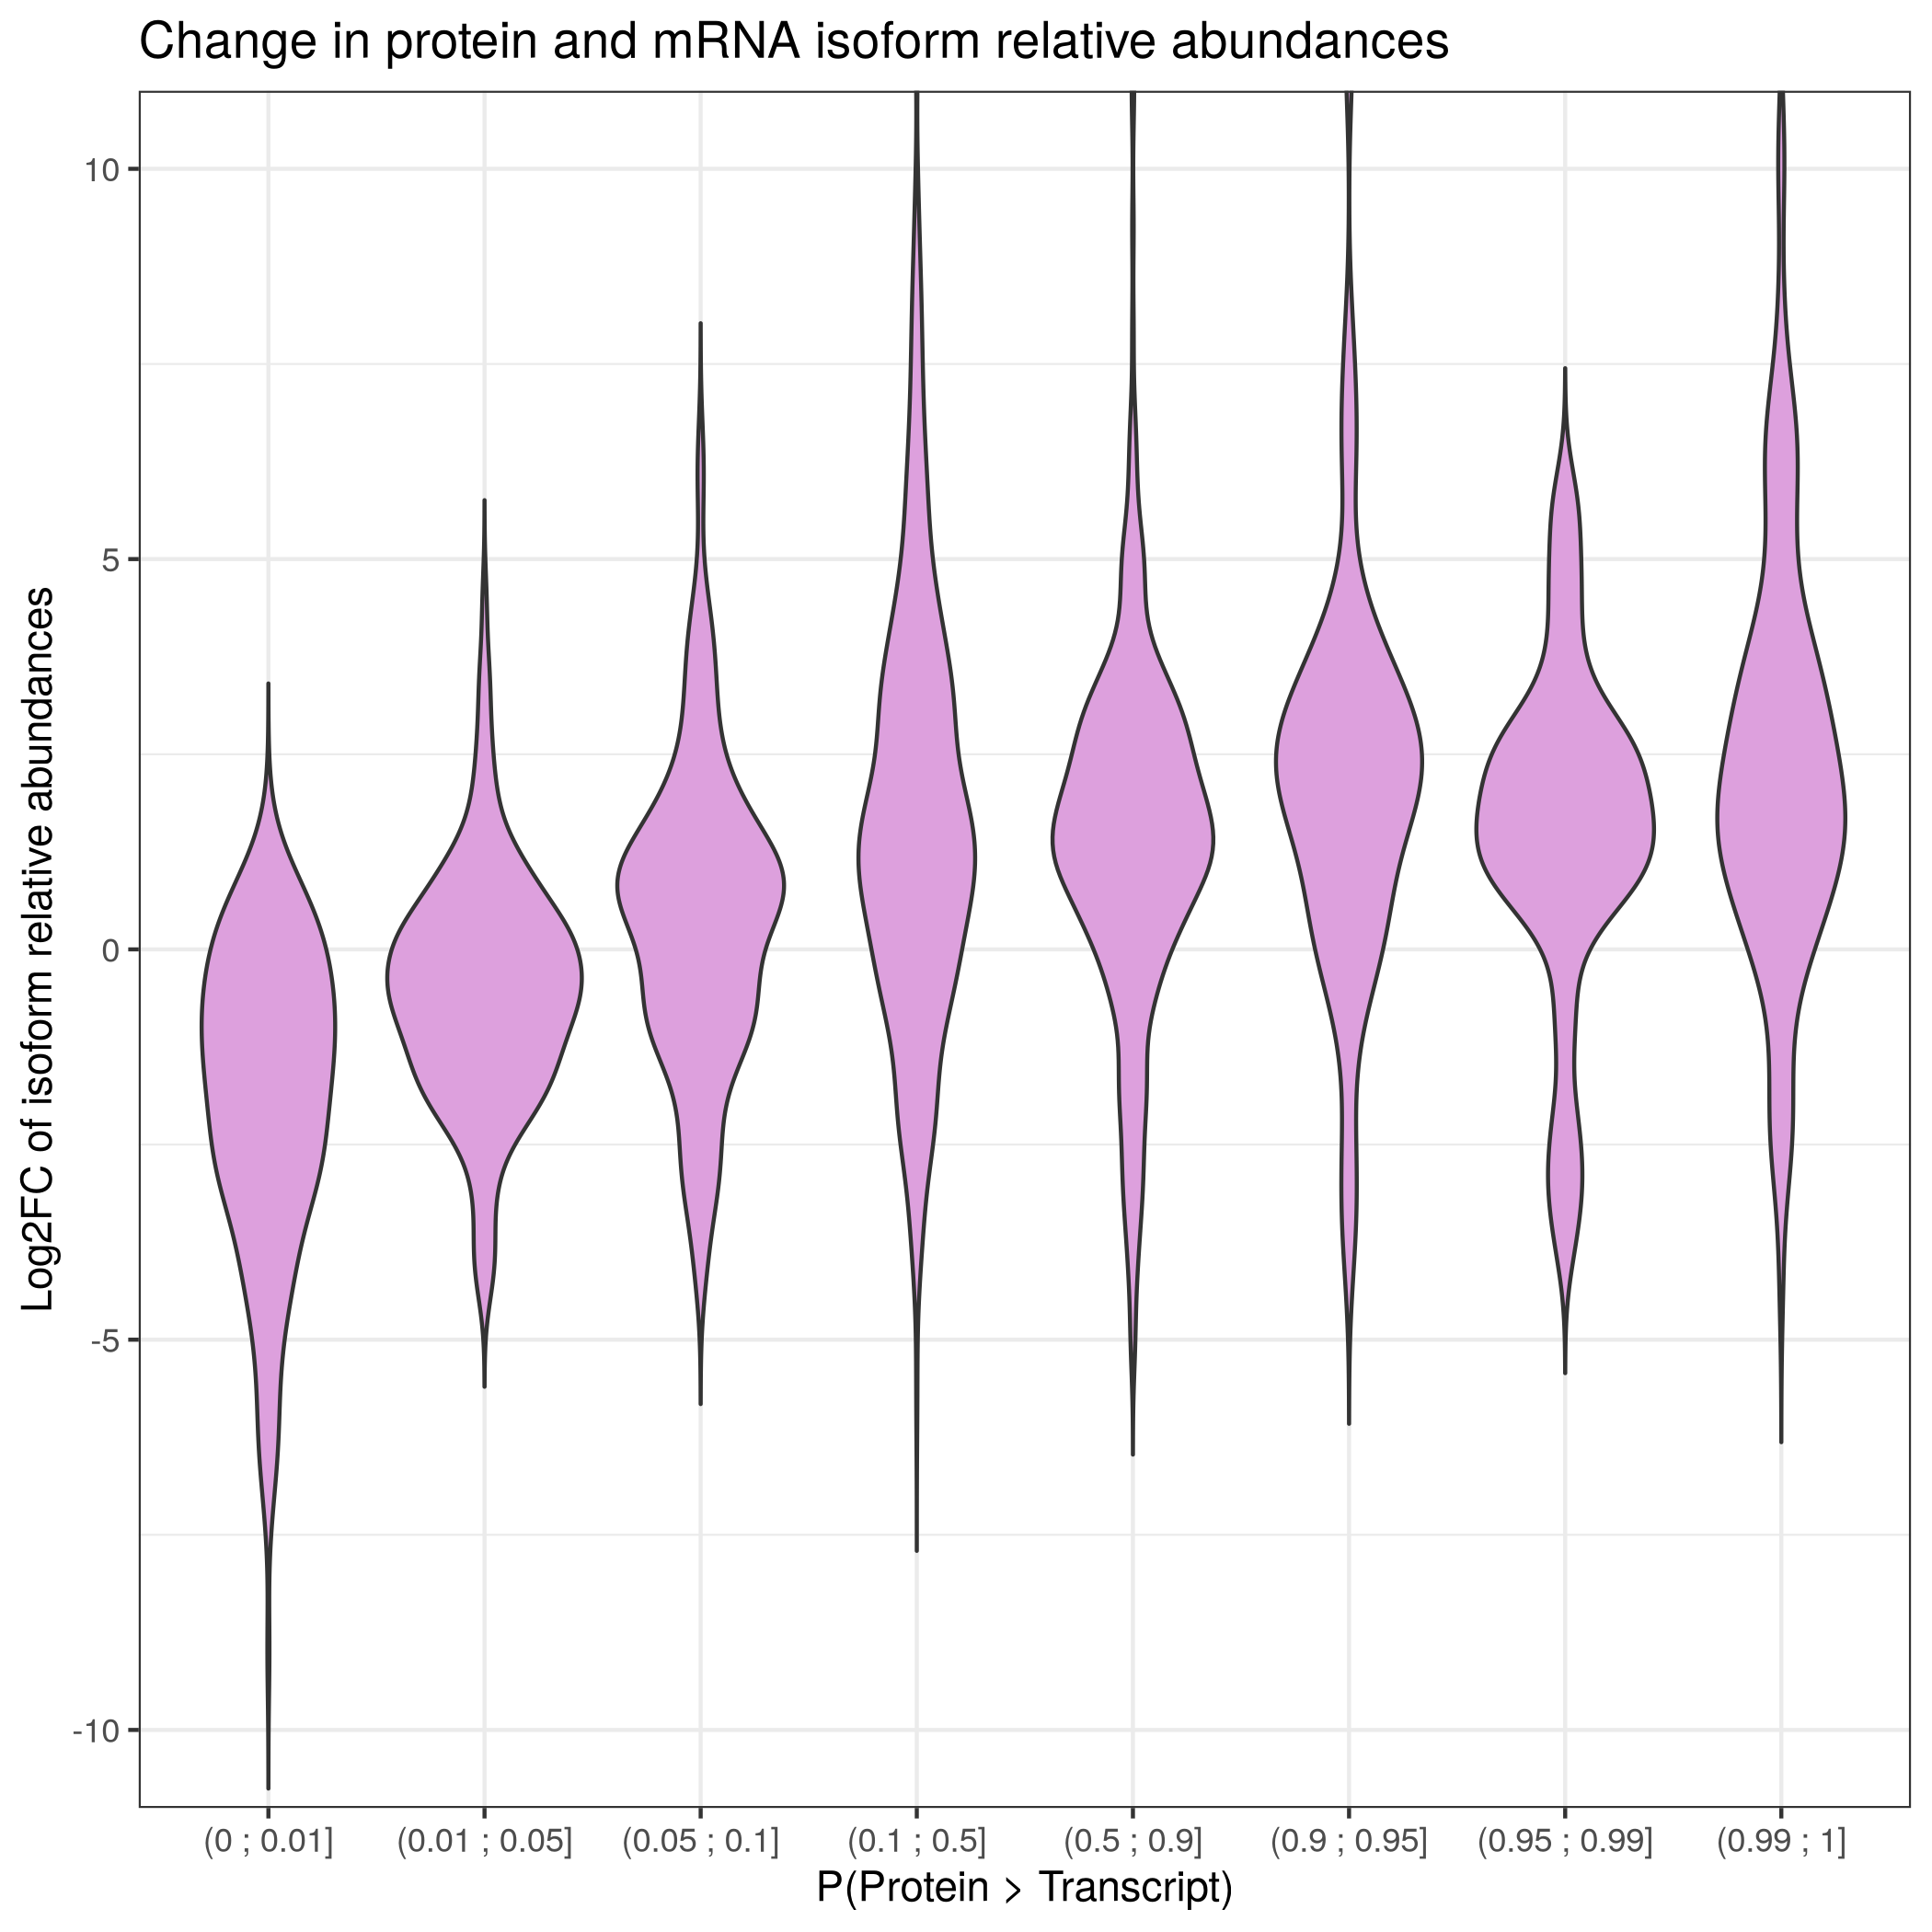 Change in protein and mRNA isoform relative abundances
Log2FC of isoform relative abundances
10
5
0
-5
-10
(0 ; 0.01]
(0.01 ; 0.05]
(0.05 ; 0.1]
(0.1 ; 0.5]
(0.5 ; 0.9]
(0.9 ; 0.95]
(0.95 ; 0.99]
(0.99 ; 1]
P(Protein > Transcript)